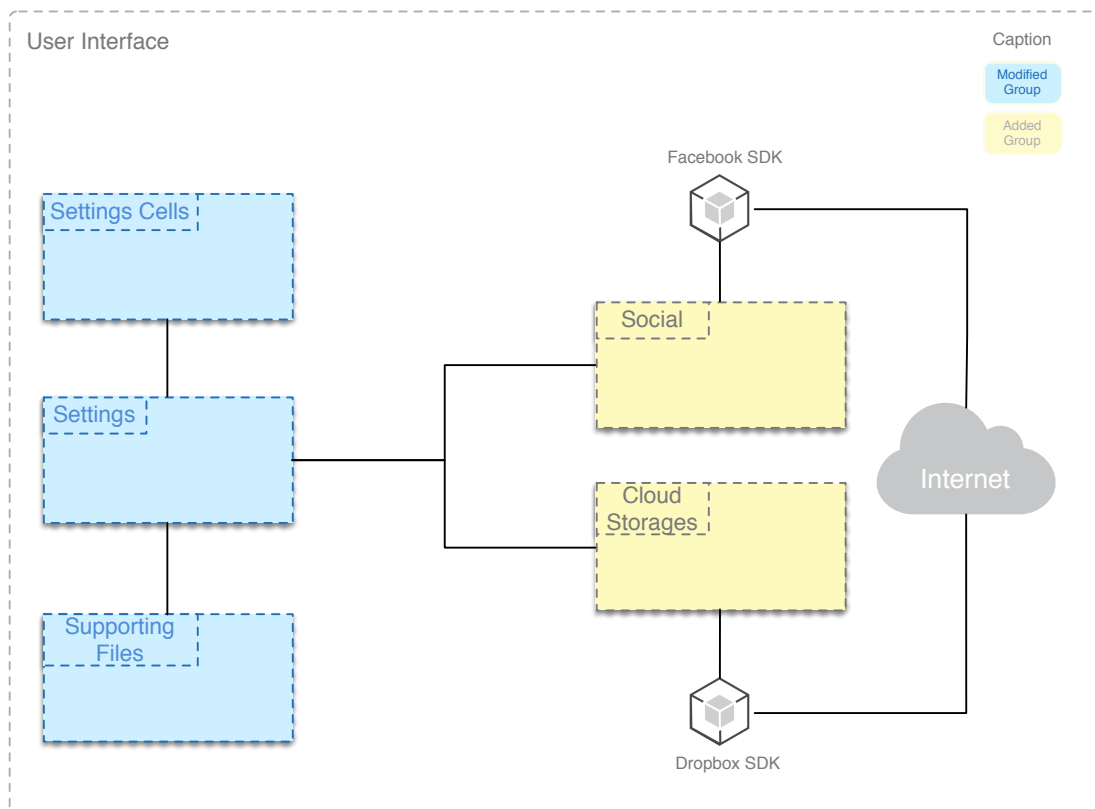 User Interface
Caption
Modified
Group
Added
Group
Facebook SDK
Settings Cells
Social
Settings
Internet
Cloud
Storages
Supporting
Files
Dropbox SDK